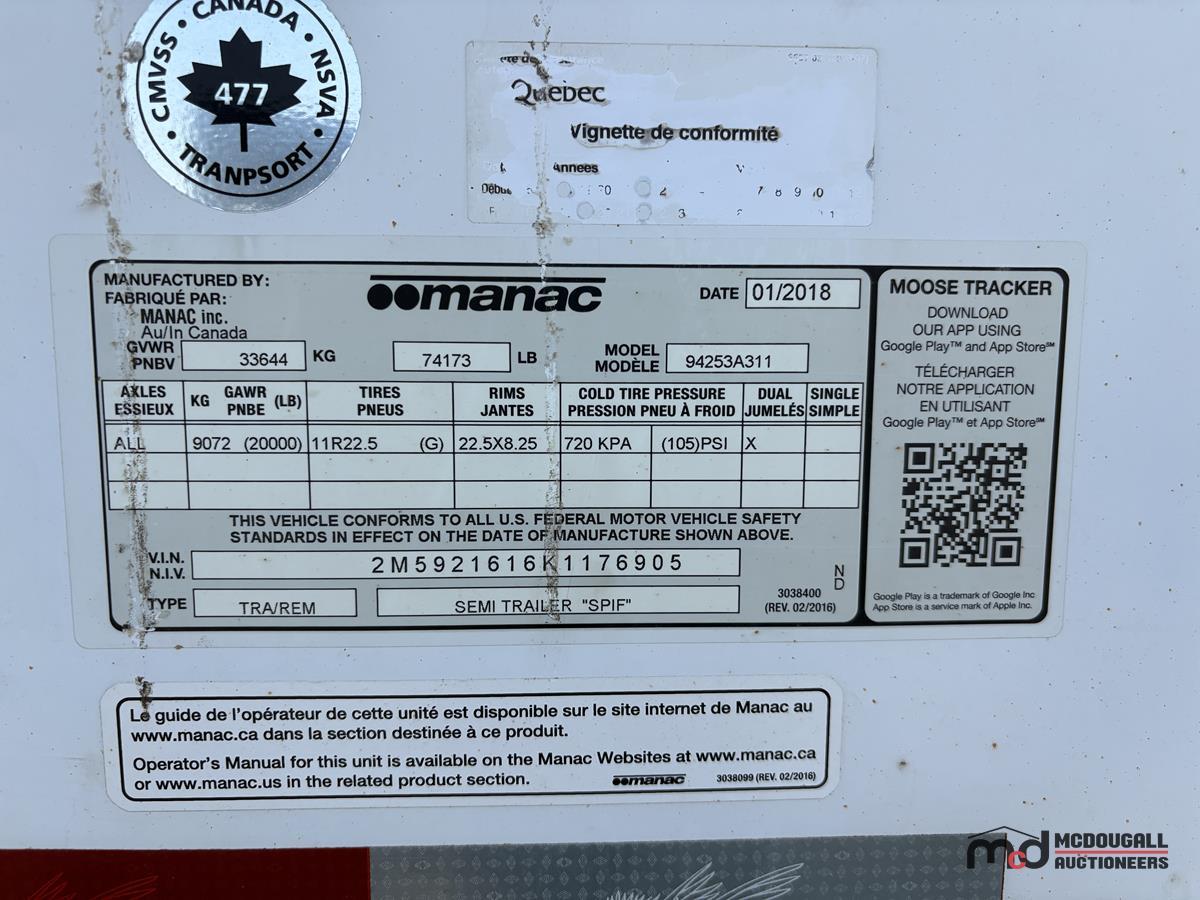 CMVSS • CANADA • NSVA
477
• TRANPSORT •
Québec
Vignette de conformité
Années
Début
MANUFACTURED BY:
FABRIQUÉ PAR:
MANAC inc.
Au/In Canada
manac
DATE 01/2018
GVWR
PNBV 33644 KG 74173 LB
MODEL
MODÈLE 94253A311
AXLES
ESSIEUX
KG GAWR
PNBE (LB)
TIRES
PNEUS
RIMS
JANTES
COLD TIRE PRESSURE
PRESSION PNEU À FROID
DUAL
JUMELÉS
SINGLE
SIMPLE
ALL 9072 (20000) 11R22.5 (G) 22.5X8.25 720 KPA (105)PSI X
THIS VEHICLE CONFORMS TO ALL U.S. FEDERAL MOTOR VEHICLE SAFETY
STANDARDS IN EFFECT ON THE DATE OF MANUFACTURE SHOWN ABOVE.
V.I.N.
N.I.V. 2M5921616K1176905
TYPE TRA/REM SEMI TRAILER "SPIF"
ND
3038400
(REV. 02/2016)
MOOSE TRACKER
DOWNLOAD
OUR APP USING
Google Play™ and App Store℠
TÉLÉCHARGER
NOTRE APPLICATION
EN UTILISANT
Google Play™ et App Store℠
Google Play is a trademark of Google Inc
App Store is a service mark of Apple Inc.
Le guide de l'opérateur de cette unité est disponible sur le site internet de Manac au
www.manac.ca dans la section destinée à ce produit.
Operator's Manual for this unit is available on the Manac Websites at www.manac.ca
or www.manac.us in the related product section.
manac 3038099 (REV. 02/2016)
mcd MCDOUGALL
AUCTIONEERS